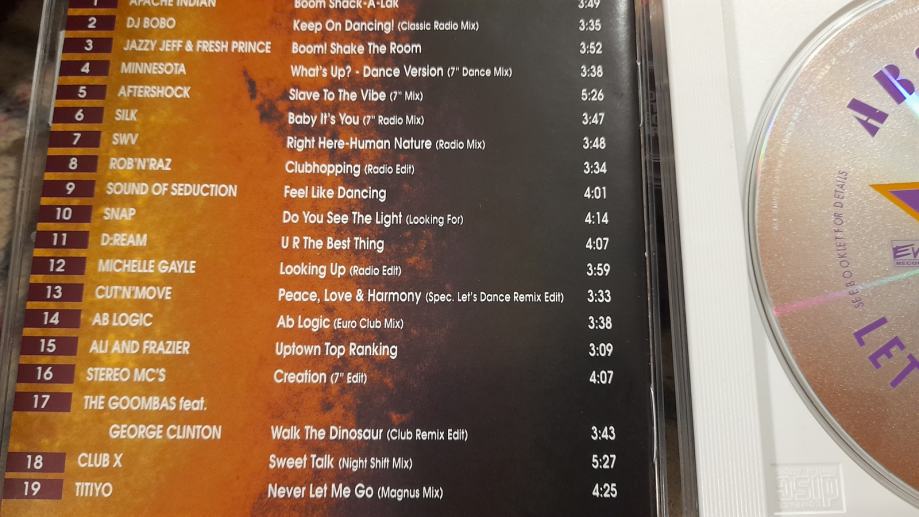 1 APACHE INDIAN Boom Shack-A-Lak 3:49
2 DJ BOBO Keep On Dancing! (Classic Radio Mix) 3:35
3 JAZZY JEFF & FRESH PRINCE Boom! Shake The Room 3:52
4 MINNESOTA What's Up? - Dance Version (7" Dance Mix) 3:38
5 AFTERSHOCK Slave To The Vibe (7" Mix) 5:26
6 SILK Baby It's You (7" Radio Mix) 3:47
7 SWV Right Here-Human Nature (Radio Mix) 3:48
8 ROB'N'RAZ Clubhopping (Radio Edit) 3:34
9 SOUND OF SEDUCTION Feel Like Dancing 4:01
10 SNAP Do You See The Light (Looking For) 4:14
11 D:REAM U R The Best Thing 4:07
12 MICHELLE GAYLE Looking Up (Radio Edit) 3:59
13 CUT'N'MOVE Peace, Love & Harmony (Spec. Let's Dance Remix Edit) 3:33
14 AB LOGIC Ab Logic (Euro Club Mix) 3:38
15 ALI AND FRAZIER Uptown Top Ranking 3:09
16 STEREO MC'S Creation (7" Edit) 4:07
17 THE GOOMBAS feat.
GEORGE CLINTON Walk The Dinosaur (Club Remix Edit) 3:43
18 CLUB X Sweet Talk (Night Shift Mix) 5:27
19 TITIYO Never Let Me Go (Magnus Mix) 4:25
AB
SEE BOOKLET FOR DETAILS
EV
RECOR
LET
disc